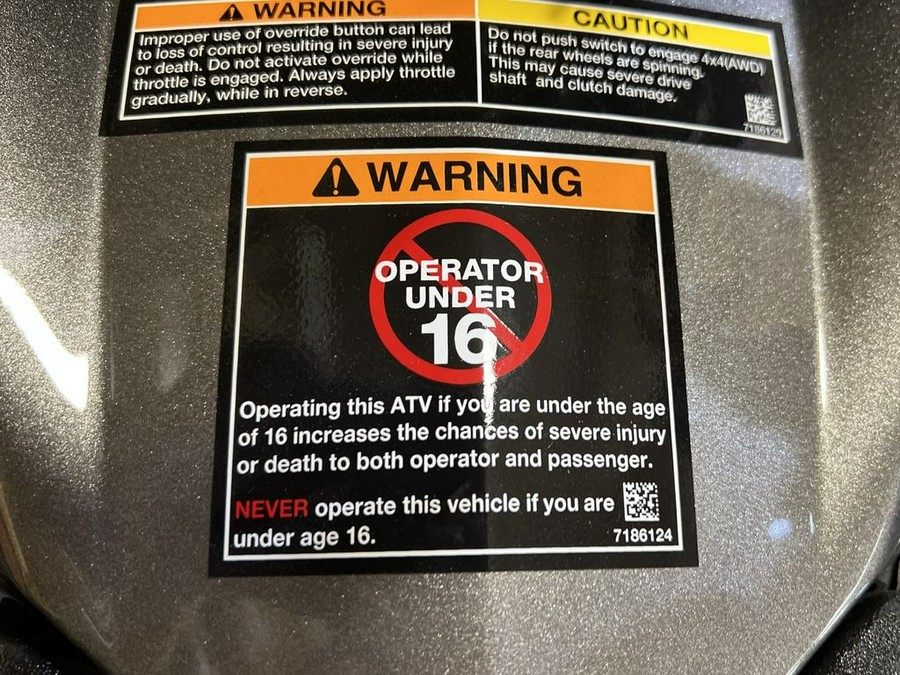 WARNING
Improper use of override button can lead
to loss of control resulting in severe injury
or death. Do not activate override while
throttle is engaged. Always apply throttle
gradually, while in reverse.
CAUTION
Do not push switch to engage 4x4(AWD)
if the rear wheels are spinning.
This may cause severe drive
shaft and clutch damage.
7186129
WARNING
OPERATOR
UNDER
16
Operating this ATV if you are under the age
of 16 increases the chances of severe injury
or death to both operator and passenger.
NEVER operate this vehicle if you are
under age 16.
7186124